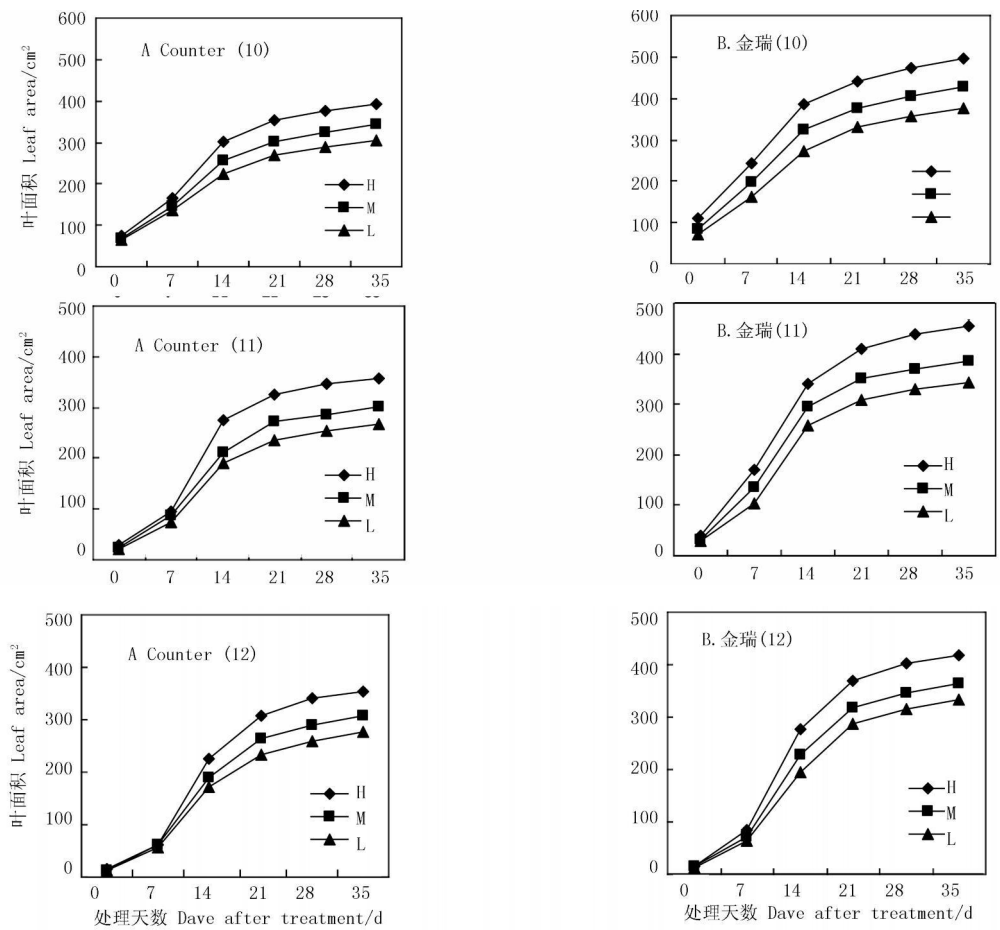 600
500
400
300
200
100
0
叶面积 Leaf area/cm²
A Counter (10)
H
M
L
0 7 14 21 28 35
600
500
400
300
200
100
0
B.金瑞(10)
0 7 14 21 28 35
500
400
300
200
100
0
叶面积 Leaf area/cm²
A Counter (11)
H
M
L
0 7 14 21 28 35
500
400
300
200
100
0
B.金瑞(11)
H
M
L
0 7 14 21 28 35
500
400
300
200
100
0
叶面积 Leaf area/cm²
A Counter (12)
H
M
L
0 7 14 21 28 35
处理天数 Dave after treatment/d
500
400
300
200
100
0
B.金瑞(12)
H
M
L
0 7 14 21 28 35
处理天数 Dave after treatment/d